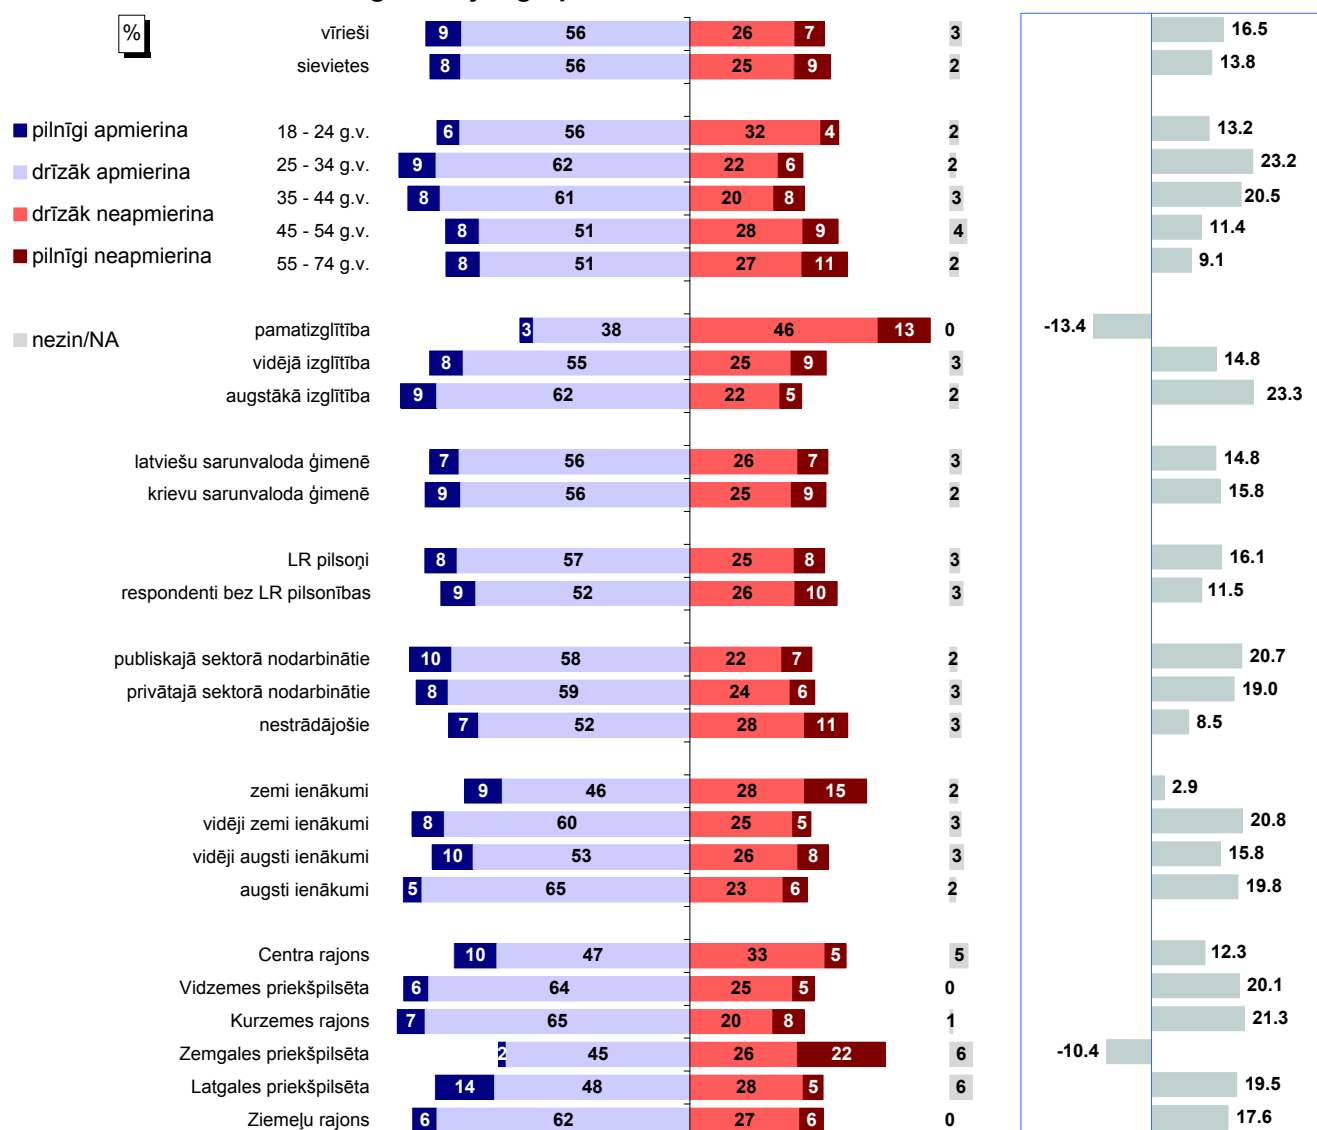 %
vīrieši 9 56 26 7 3 16.5
sievietes 8 56 25 9 2 13.8
pilnīgi apmierina
drīzāk apmierina
drīzāk neapmierina
pilnīgi neapmierina
nezin/NA
18 - 24 g.v. 6 56 32 4 2 13.2
25 - 34 g.v. 9 62 22 6 2 23.2
35 - 44 g.v. 8 61 20 8 3 20.5
45 - 54 g.v. 8 51 28 9 4 11.4
55 - 74 g.v. 8 51 27 11 2 9.1
pamatizglītība 3 38 46 13 0 -13.4
vidējā izglītība 8 55 25 9 3 14.8
augstākā izglītība 9 62 22 5 2 23.3
latviešu sarunvaloda ģimenē 7 56 26 7 3 14.8
krievu sarunvaloda ģimenē 9 56 25 9 2 15.8
LR pilsoņi 8 57 25 8 3 16.1
respondenti bez LR pilsonības 9 52 26 10 3 11.5
publiskajā sektorā nodarbinātie 10 58 22 7 2 20.7
privātajā sektorā nodarbinātie 8 59 24 6 3 19.0
nestrādājošie 7 52 28 11 3 8.5
zemi ienākumi 9 46 28 15 2 2.9
vidēji zemi ienākumi 8 60 25 5 3 20.8
vidēji augsti ienākumi 10 53 26 8 3 15.8
augsti ienākumi 5 65 23 6 2 19.8
Centra rajons 10 47 33 5 5 12.3
Vidzemes priekšpilsēta 6 64 25 5 0 20.1
Kurzemes rajons 7 65 20 8 1 21.3
Zemgales priekšpilsēta 2 45 26 22 6 -10.4
Latgales priekšpilsēta 14 48 28 5 6 19.5
Ziemeļu rajons 6 62 27 6 0 17.6